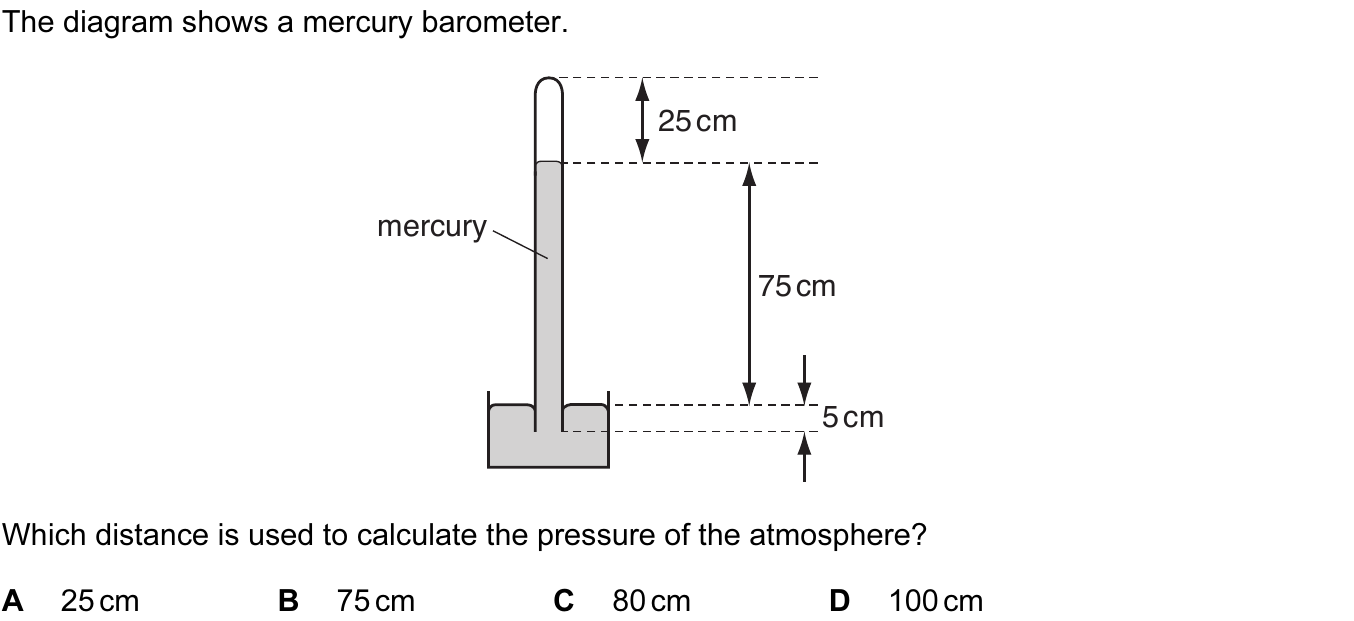 The diagram shows a mercury barometer.
25 cm
mercury
75 cm
5 cm
Which distance is used to calculate the pressure of the atmosphere?
A 25 cm B 75 cm C 80 cm D 100 cm